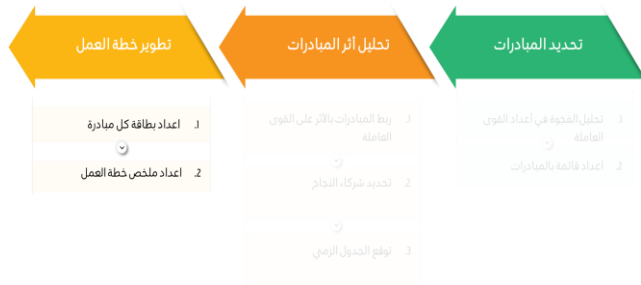 تحديد المبادرات
1. تحليل الفجوة في أعداد القوى
العاملة
2. اعداد قائمة بالمبادرات
تحليل أثر المبادرات
1. ربط المبادرات بالأثر على القوى
العاملة
2. تحديد شركاء النجاح
3. توقع الجدول الزمني
تطوير خطة العمل
1. اعداد بطاقة كل مبادرة
2. اعداد ملخص خطة العمل